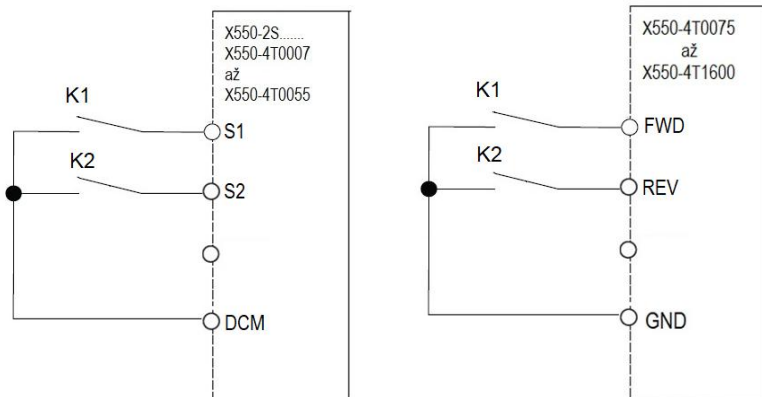 X550-2S.......
X550-4T0007
až
X550-4T0055
K1
S1
K2
S2
DCM
X550-4T0075
až
X550-4T1600
K1
FWD
K2
REV
GND